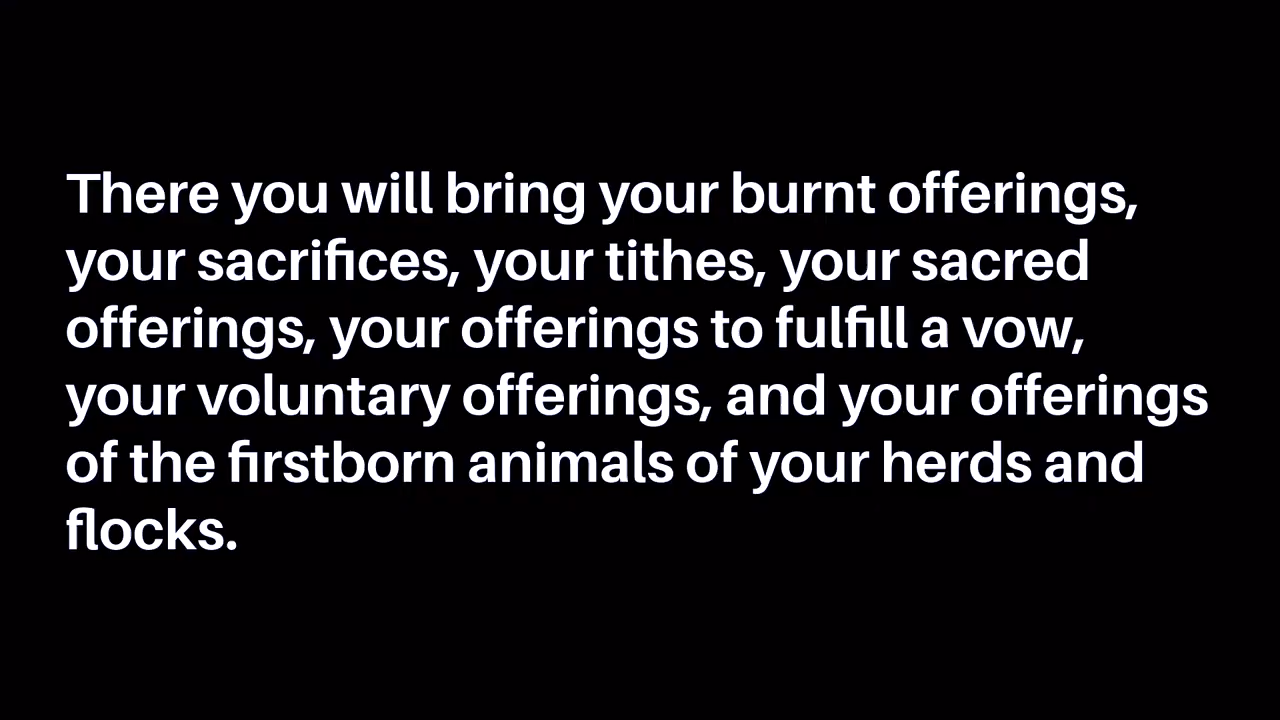 There you will bring your burnt offerings,
your sacrifices, your tithes, your sacred
offerings, your offerings to fulfill a vow,
your voluntary offerings, and your offerings
of the firstborn animals of your herds and
flocks.